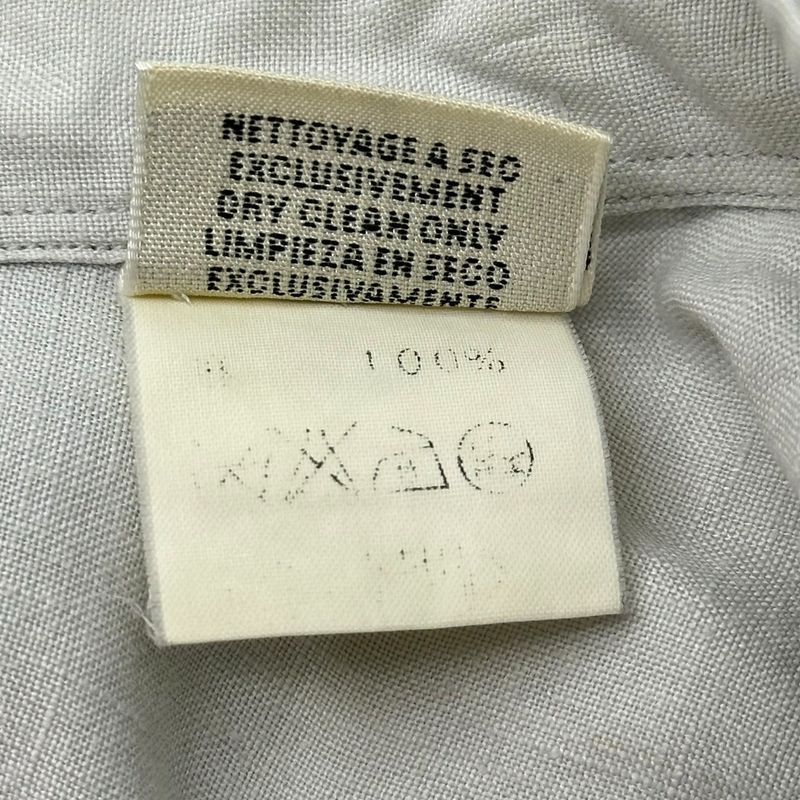 NETTOYAGE A SEC
EXCLUSIVEMENT
DRY CLEAN ONLY
LIMPIEZA EN SECO
EXCLUSIVAMENTE
100%